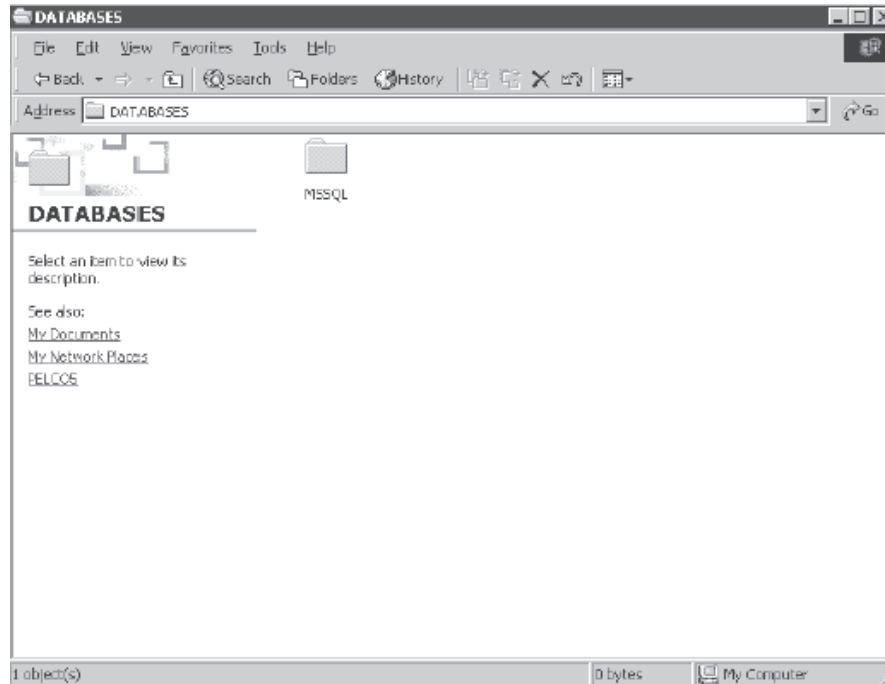 DATABASES
File Edit View Favorites Tools Help
Back Search Folders History
Address DATABASES Go
MSSQL
DATABASES
Select an item to view its
description.
See also:
My Documents
My Network Places
PELCO5
1 object(s) 0 bytes My Computer